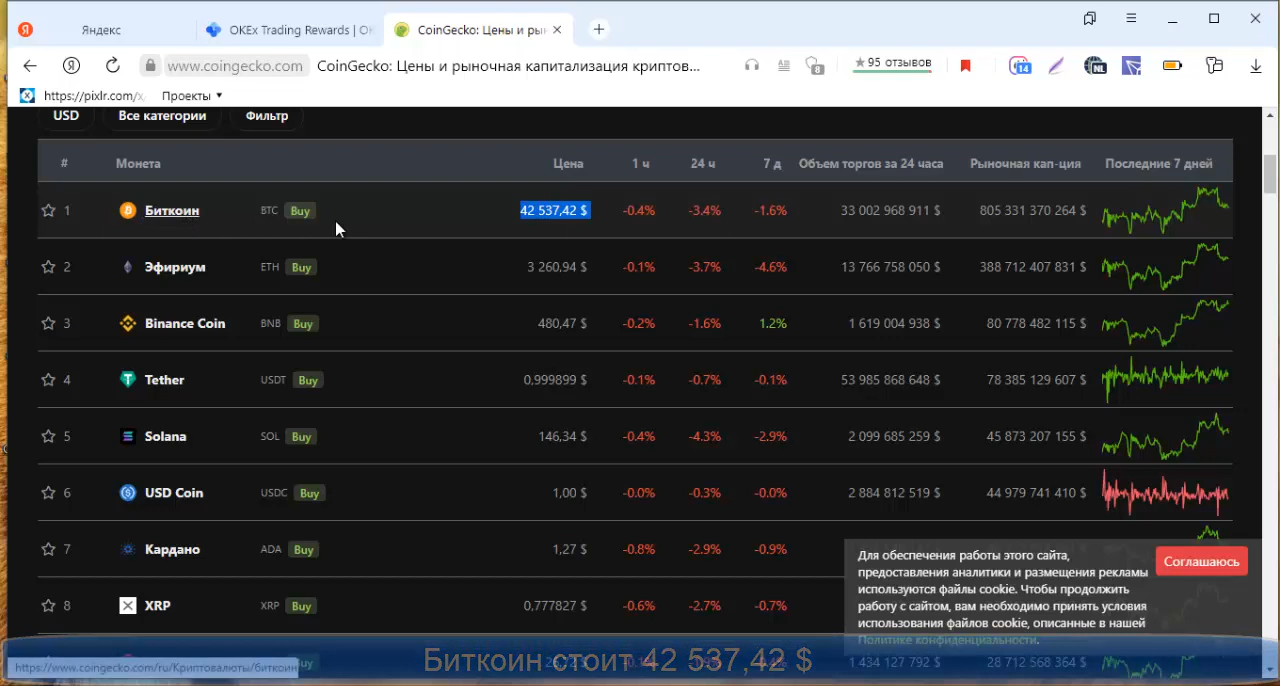 Яндекс
OKEx Trading Rewards | OK
CoinGecko: Цены и рын
www.coingecko.com CoinGecko: Цены и рыночная капитализация криптов...
8
★ 95 отзывов
14
NL
https://pixlr.com/x
Проекты
USD Все категории Фильтр
# Монета Цена 1 ч 24 ч 7 д Объем торгов за 24 часа Рыночная кап-ция Последние 7 дней
1 Биткоин BTC Buy 42 537,42 $ -0.4% -3.4% -1.6% 33 002 968 911 $ 805 331 370 264 $
2 Эфириум ETH Buy 3 260,94 $ -0.1% -3.7% -4.6% 13 766 758 050 $ 388 712 407 831 $
3 Binance Coin BNB Buy 480,47 $ -0.2% -1.6% 1.2% 1 619 004 938 $ 80 778 482 115 $
4 Tether USDT Buy 0,999899 $ -0.1% -0.7% -0.1% 53 985 868 648 $ 78 385 129 607 $
5 Solana SOL Buy 146,34 $ -0.4% -4.3% -2.9% 2 099 685 259 $ 45 873 207 155 $
6 USD Coin USDC Buy 1,00 $ -0.0% -0.3% -0.0% 2 884 812 519 $ 44 979 741 410 $
7 Кардано ADA Buy 1,27 $ -0.8% -2.9% -0.9%
8 XRP XRP Buy 0,777827 $ -0.6% -2.7% -0.7%
Для обеспечения работы этого сайта,
предоставления аналитики и размещения рекламы
используются файлы cookie. Чтобы продолжить
работу с сайтом, вам необходимо принять условия
использования файлов cookie, описанные в нашей
Политике конфиденциальности.
Соглашаюсь
1 434 127 792 $ 28 712 568 364 $
Биткоин стоит 42 537,42 $
https://www.coingecko.com/ru/Криптовалюты/биткоин